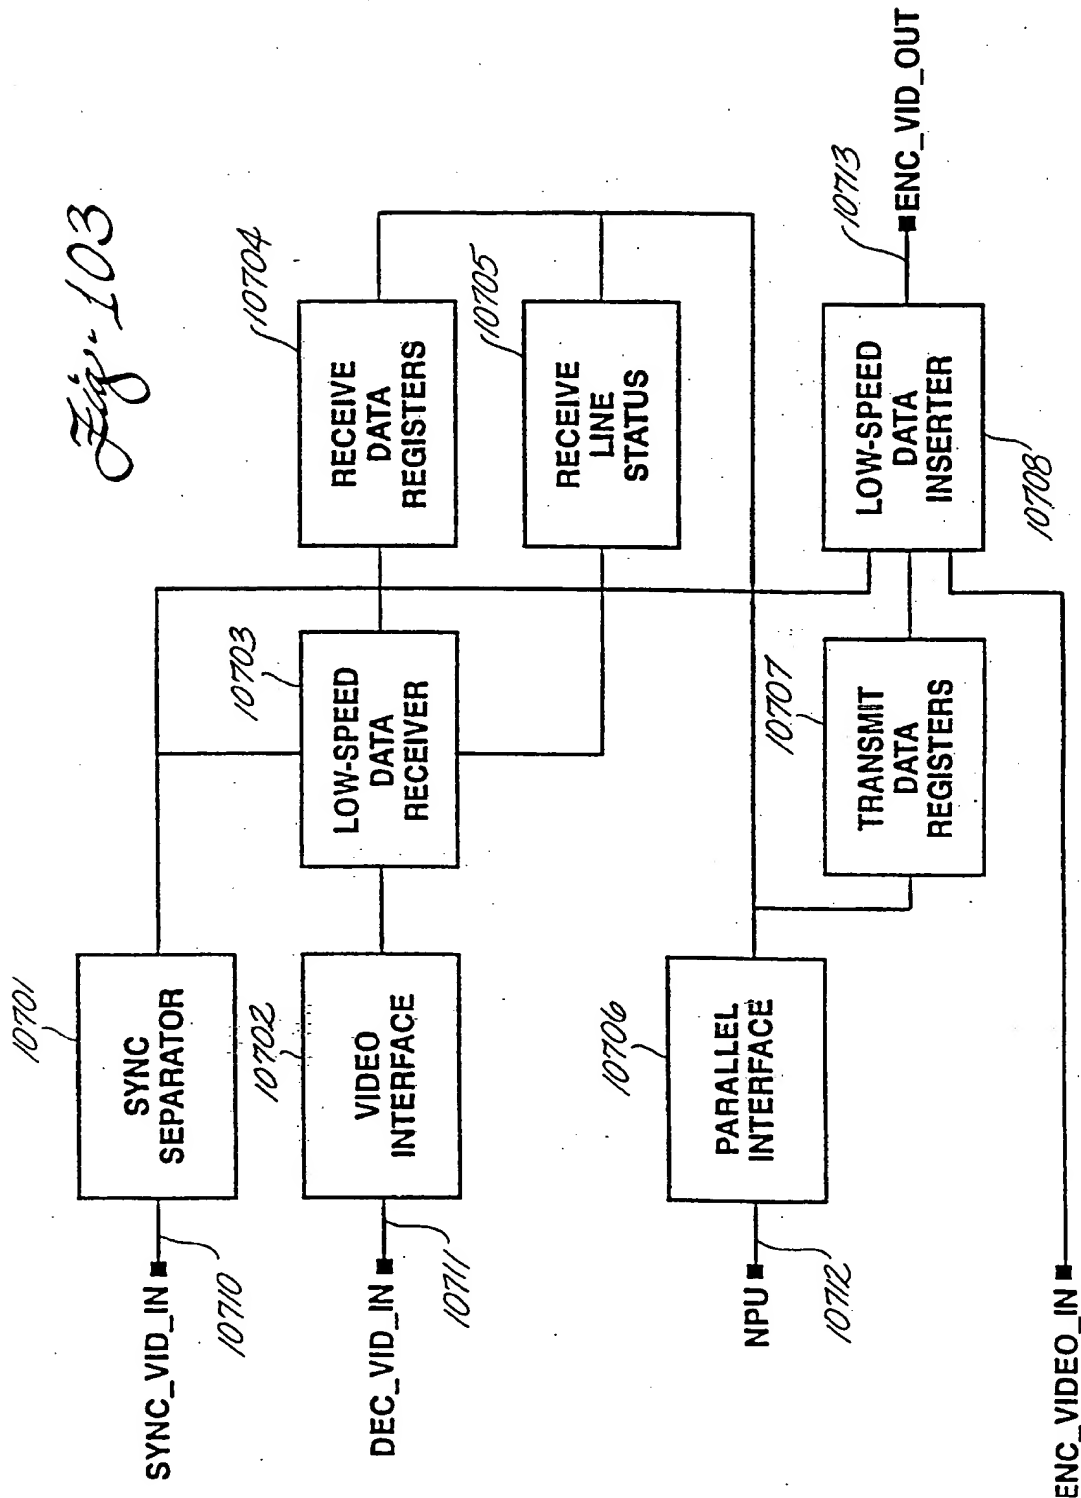 Fig. 103
SYNC_VID_IN
10710
10701
SYNC
SEPARATOR
DEC_VID_IN
10711
10702
VIDEO
INTERFACE
10703
LOW-SPEED
DATA
RECEIVER
10704
RECEIVE
DATA
REGISTERS
10705
RECEIVE
LINE
STATUS
NPU
10712
10706
PARALLEL
INTERFACE
10707
TRANSMIT
DATA
REGISTERS
LOW-SPEED
DATA
INSERTER
10708
10713
ENC_VID_OUT
ENC_VIDEO_IN